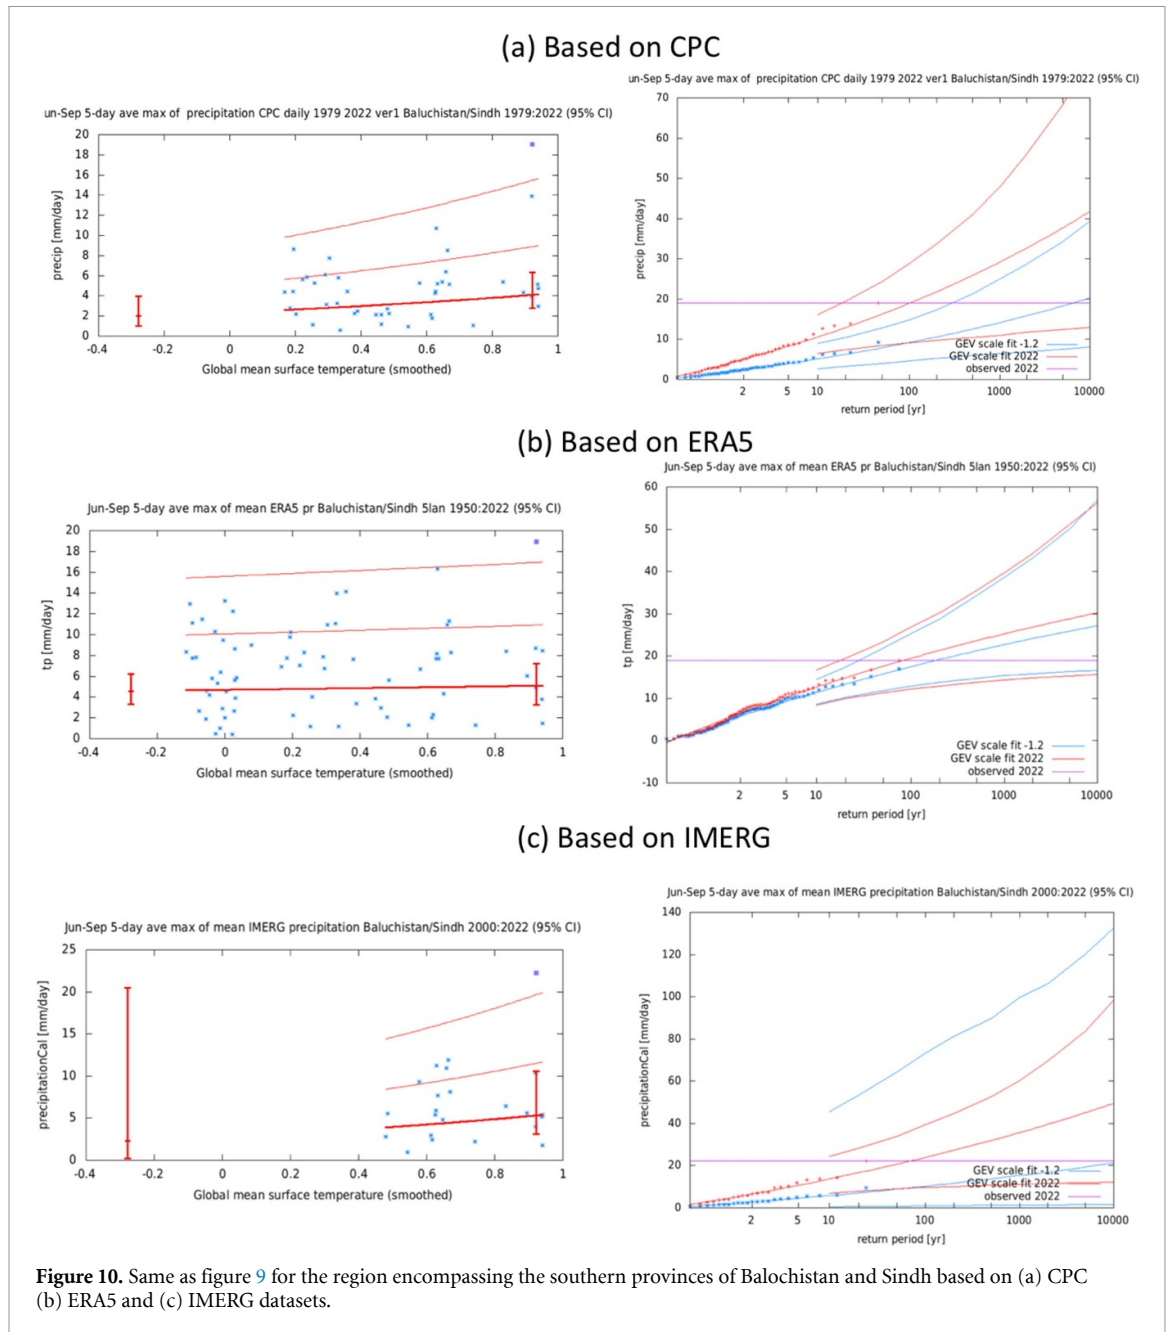 (a) Based on CPC
un-Sep 5-day ave max of precipitation CPC daily 1979 2022 ver1 Baluchistan/Sindh 1979:2022 (95% CI)
precip [mm/day]
20
18
16
14
12
10
8
6
4
2
0
-0.4
-0.2
0
0.2
0.4
0.6
0.8
1
Global mean surface temperature (smoothed)
un-Sep 5-day ave max of precipitation CPC daily 1979 2022 ver1 Baluchistan/Sindh 1979:2022 (95% CI)
precip [mm/day]
70
60
50
40
30
20
10
0
GEV scale fit -1.2
GEV scale fit 2022
observed 2022
2
5
10
100
1000
10000
return period [yr]
(b) Based on ERA5
Jun-Sep 5-day ave max of mean ERA5 pr Baluchistan/Sindh 5lan 1950:2022 (95% CI)
tp [mm/day]
20
18
16
14
12
10
8
6
4
2
0
-0.4
-0.2
0
0.2
0.4
0.6
0.8
1
Global mean surface temperature (smoothed)
Jun-Sep 5-day ave max of mean ERA5 pr Baluchistan/Sindh 5lan 1950:2022 (95% CI)
tp [mm/day]
60
50
40
30
20
10
0
-10
GEV scale fit -1.2
GEV scale fit 2022
observed 2022
2
5
10
100
1000
10000
return period [yr]
(c) Based on IMERG
Jun-Sep 5-day ave max of mean IMERG precipitation Baluchistan/Sindh 2000:2022 (95% CI)
precipitationCal [mm/day]
25
20
15
10
5
0
-0.4
-0.2
0
0.2
0.4
0.6
0.8
1
Global mean surface temperature (smoothed)
Jun-Sep 5-day ave max of mean IMERG precipitation Baluchistan/Sindh 2000:2022 (95% CI)
precipitationCal [mm/day]
140
120
100
80
60
40
20
0
GEV scale fit -1.2
GEV scale fit 2022
observed 2022
2
5
10
100
1000
10000
return period [yr]
Figure 10. Same as figure 9 for the region encompassing the southern provinces of Balochistan and Sindh based on (a) CPC
(b) ERA5 and (c) IMERG datasets.